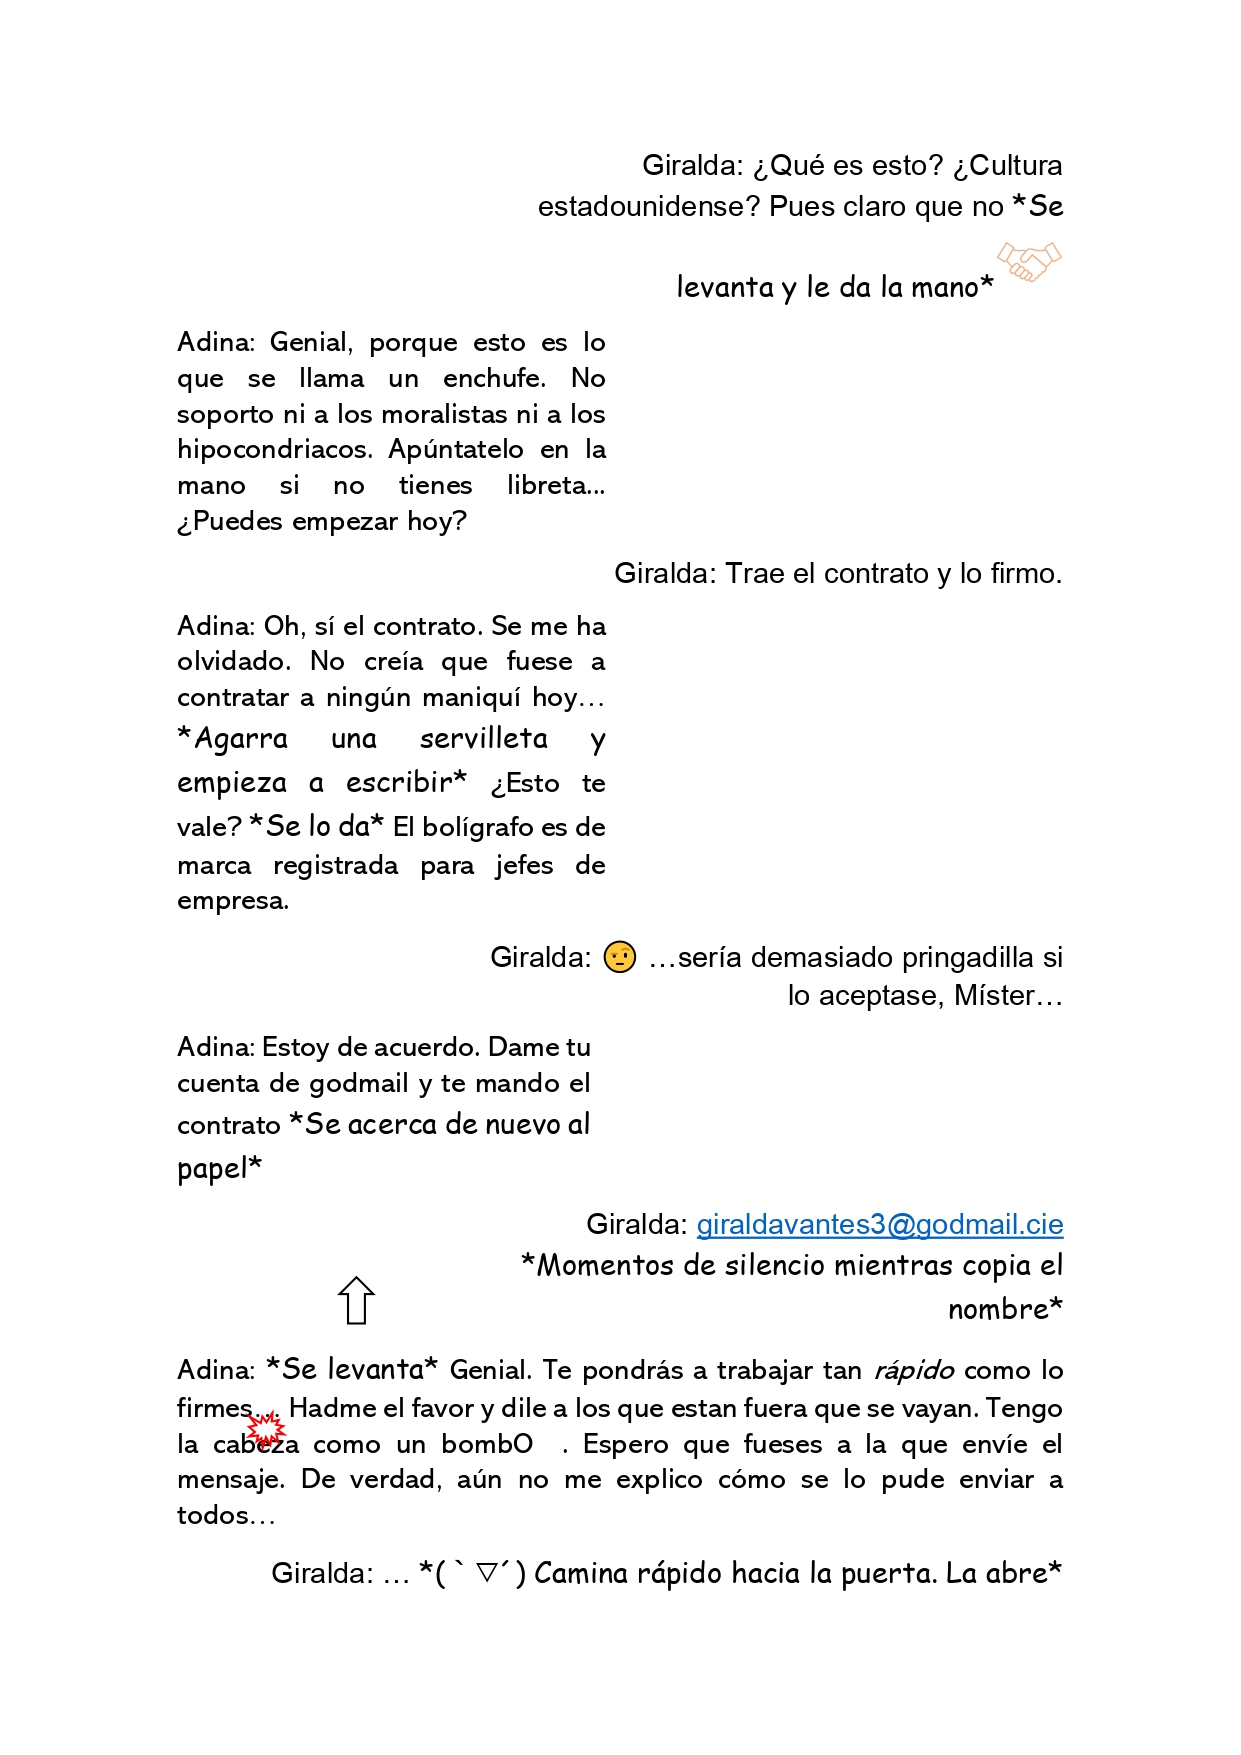 Giralda: ¿Qué es esto? ¿Cultura
estadounidense? Pues claro que no *Se
levanta y le da la mano*
Adina: Genial, porque esto es lo
que se llama un enchufe. No
soporto ni a los moralistas ni a los
hipocondriacos. Apúntatelo en la
mano si no tienes libreta...
¿Puedes empezar hoy?
Giralda: Trae el contrato y lo firmo.
Adina: Oh, sí el contrato. Se me ha
olvidado. No creía que fuese a
contratar a ningún maniquí hoy…
*Agarra una servilleta y
empieza a escribir* ¿Esto te
vale? *Se lo da* El bolígrafo es de
marca registrada para jefes de
empresa.
Giralda: 🤨 …sería demasiado pringadilla si
lo aceptase, Míster…
Adina: Estoy de acuerdo. Dame tu
cuenta de godmail y te mando el
contrato *Se acerca de nuevo al
papel*
Giralda: giraldavantes3@godmail.cie
*Momentos de silencio mientras copia el
nombre*
Adina: *Se levanta* Genial. Te pondrás a trabajar tan rápido como lo
firmes… Hadme el favor y dile a los que estan fuera que se vayan. Tengo
la cabeza como un bombO . Espero que fueses a la que envíe el
mensaje. De verdad, aún no me explico cómo se lo pude enviar a
todos…
Giralda: … *( ` ▽´ ) Camina rápido hacia la puerta. La abre*